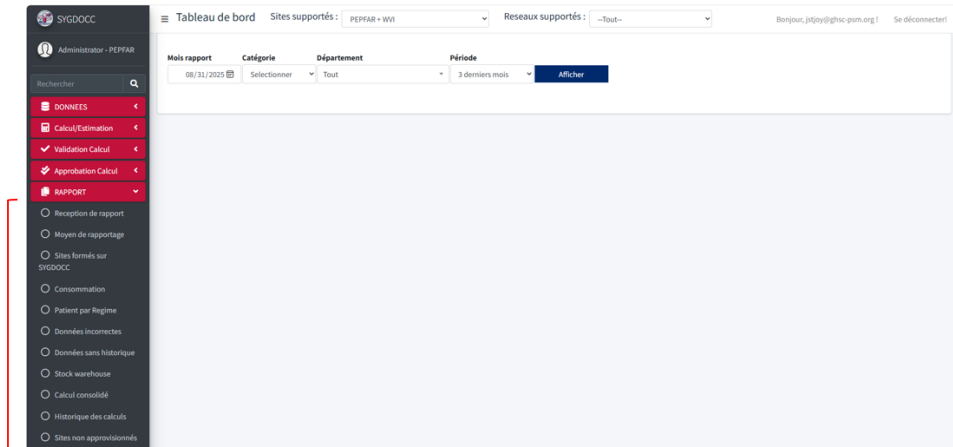 SYGDOCC
Tableau de bord Sites supportés : PEPFAR + WVI Reseaux supportés : --Tout-- Bonjour, jstjoy@ghsc-psm.org ! Se déconnecter!
Administrator - PEPFAR
Mois rapport Catégorie Département Période
08/31/2025 Selectionner Tout 3 derniers mois Afficher
Rechercher
DONNEES
Calcul/Estimation
Validation Calcul
Approbation Calcul
RAPPORT
Reception de rapport
Moyen de rapportage
Sites formés sur
SYGDOCC
Consommation
Patient par Regime
Données incorrectes
Données sans historique
Stock warehouse
Calcul consolidé
Historique des calculs
Sites non approvisionnés